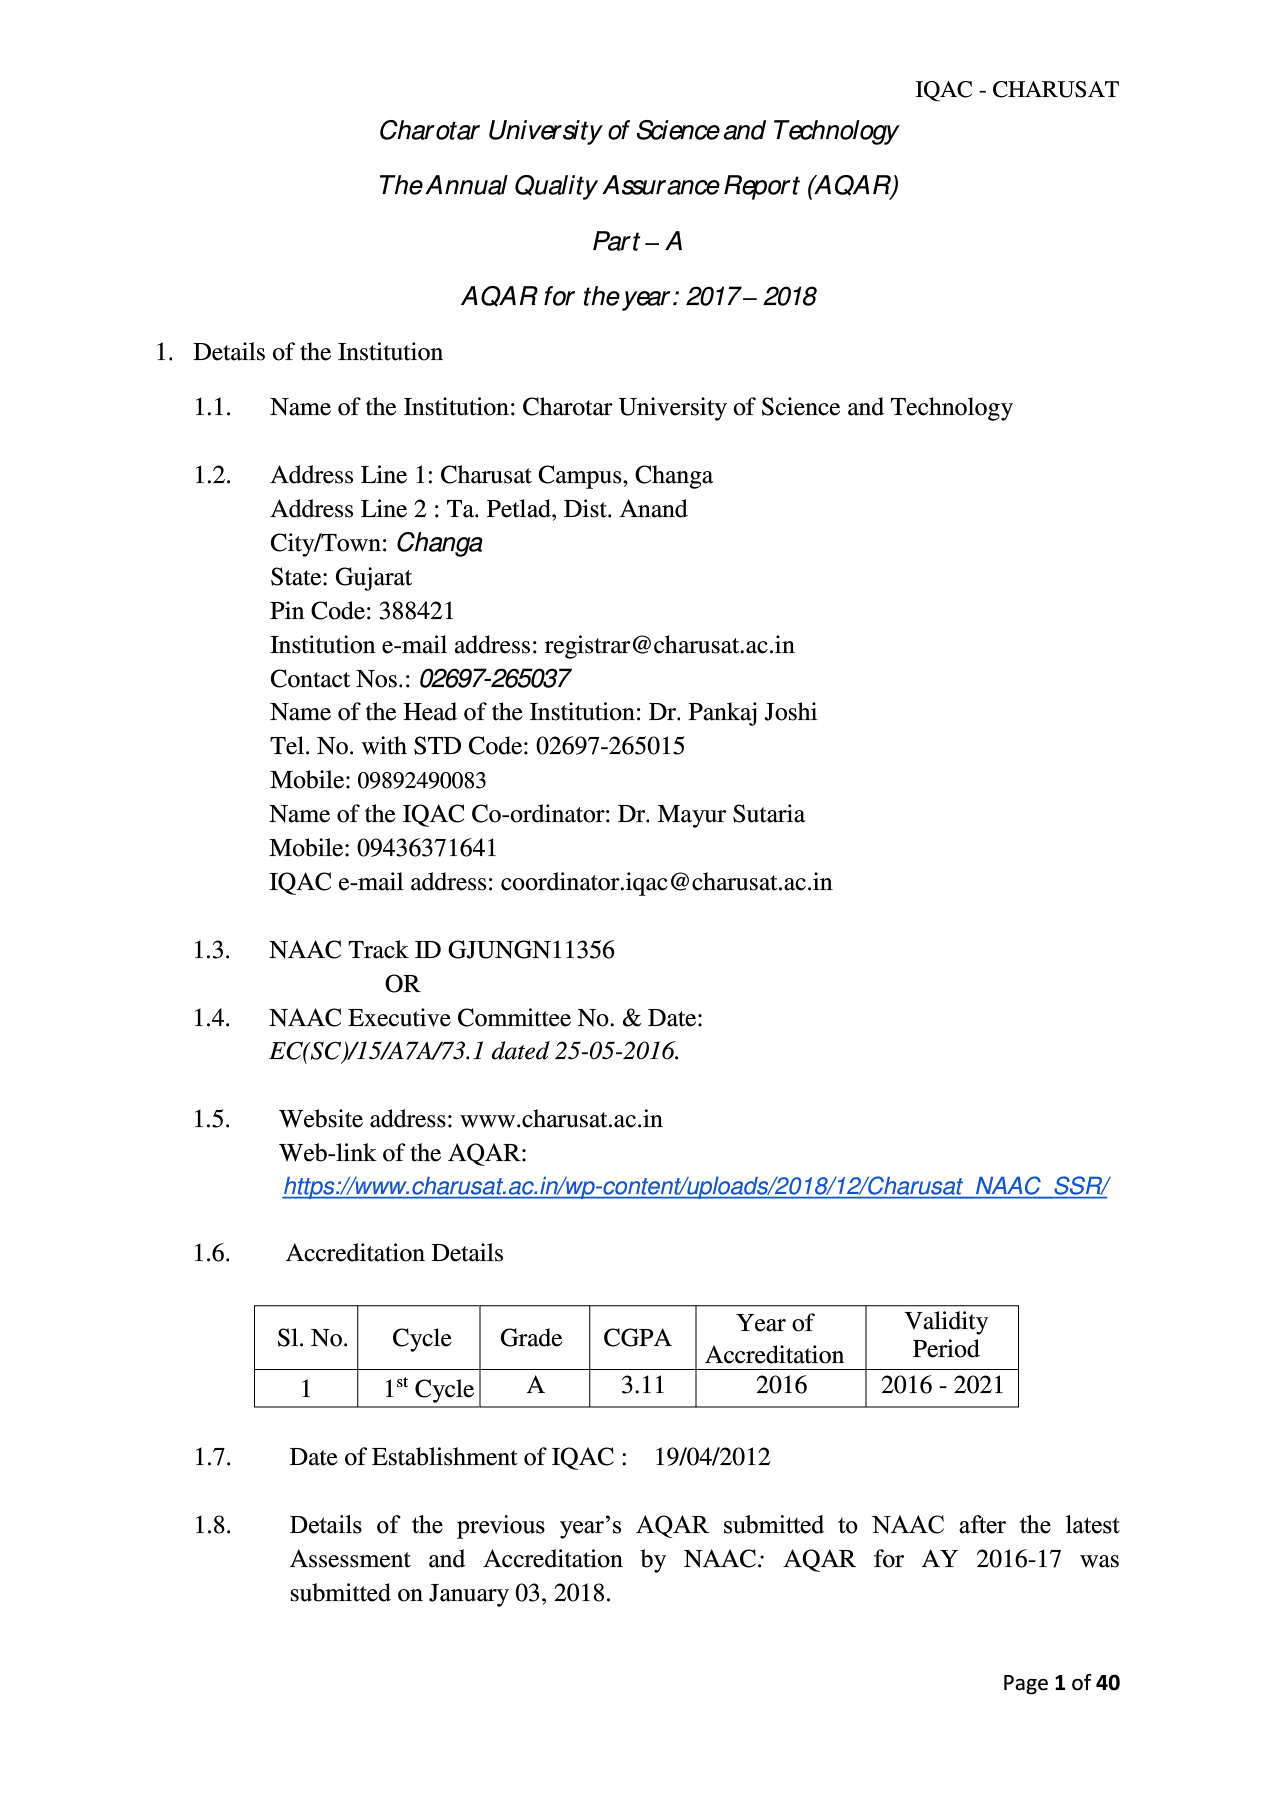 IQAC - CHARUSAT
Charotar University of Science and Technology
The Annual Quality Assurance Report (AQAR)
Part – A
AQAR for the year: 2017 – 2018
1. Details of the Institution
1.1. Name of the Institution: Charotar University of Science and Technology
1.2. Address Line 1: Charusat Campus, Changa
Address Line 2 : Ta. Petlad, Dist. Anand
City/Town: Changa
State: Gujarat
Pin Code: 388421
Institution e-mail address: registrar@charusat.ac.in
Contact Nos.: 02697-265037
Name of the Head of the Institution: Dr. Pankaj Joshi
Tel. No. with STD Code: 02697-265015
Mobile: 09892490083
Name of the IQAC Co-ordinator: Dr. Mayur Sutaria
Mobile: 09436371641
IQAC e-mail address: coordinator.iqac@charusat.ac.in
1.3. NAAC Track ID GJUNGN11356
OR
1.4. NAAC Executive Committee No. & Date:
EC(SC)/15/A7A/73.1 dated 25-05-2016.
1.5. Website address: www.charusat.ac.in
Web-link of the AQAR:
https://www.charusat.ac.in/wp-content/uploads/2018/12/Charusat_NAAC_SSR/
1.6. Accreditation Details
Sl. No. Cycle Grade CGPA Year of Accreditation Validity Period
1 1st Cycle A 3.11 2016 2016 - 2021
1.7. Date of Establishment of IQAC : 19/04/2012
1.8. Details of the previous year’s AQAR submitted to NAAC after the latest
Assessment and Accreditation by NAAC: AQAR for AY 2016-17 was
submitted on January 03, 2018.
Page 1 of 40